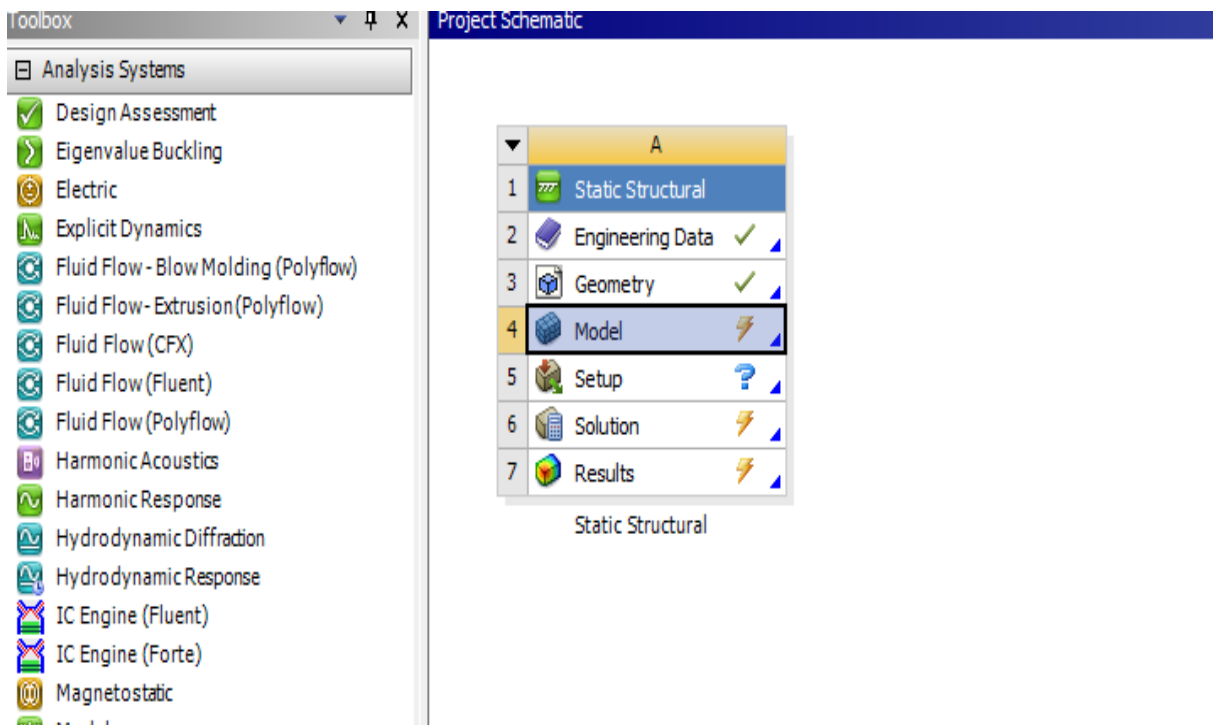 Toolbox
Project Schematic
Analysis Systems
Design Assessment
Eigenvalue Buckling
Electric
Explicit Dynamics
Fluid Flow - Blow Molding (Polyflow)
Fluid Flow- Extrusion (Polyflow)
Fluid Flow (CFX)
Fluid Flow (Fluent)
Fluid Flow (Polyflow)
Harmonic Acoustics
Harmonic Response
Hydrodynamic Diffraction
Hydrodynamic Response
IC Engine (Fluent)
IC Engine (Forte)
Magnetostatic
A
1 Static Structural
2 Engineering Data
3 Geometry
4 Model
5 Setup ?
6 Solution
7 Results
Static Structural